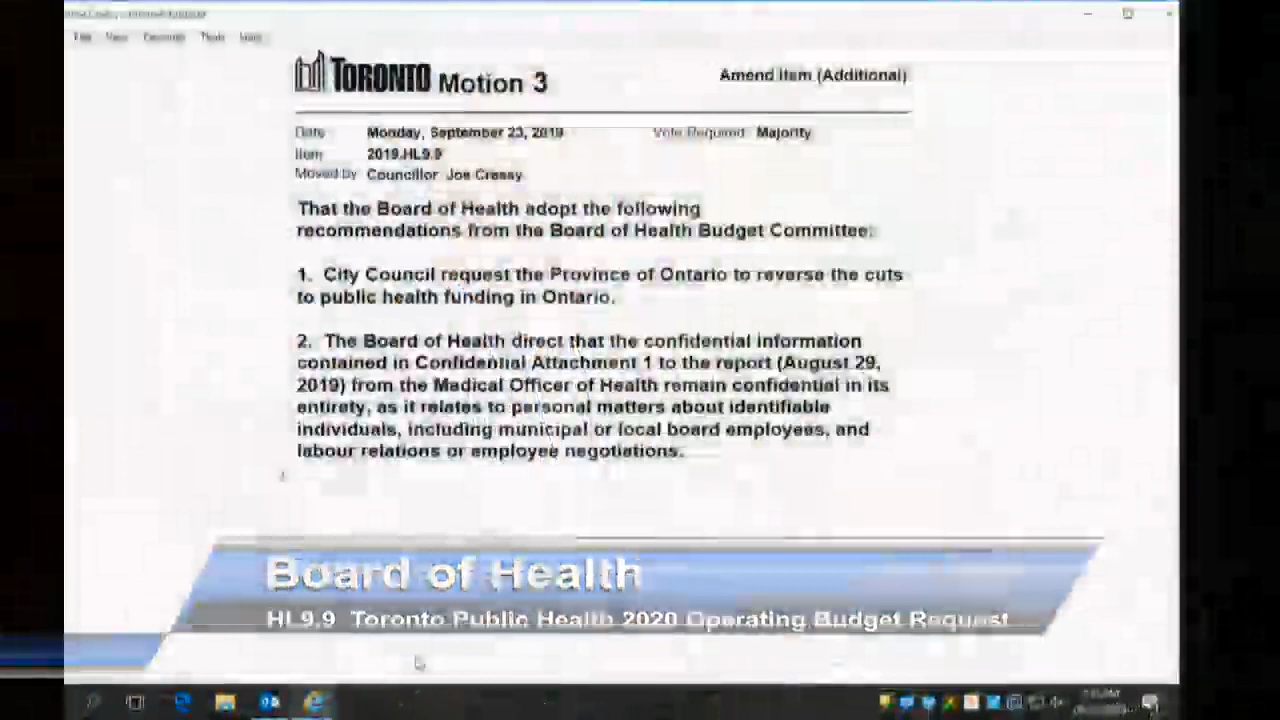 File View Favorites Tools Help
TORONTO Motion 3
Amend Item (Additional)
Date Monday, September 23, 2019 Vote Required Majority
Item 2019.HL9.9
Moved by Councillor Joe Cressy
That the Board of Health adopt the following
recommendations from the Board of Health Budget Committee:
1. City Council request the Province of Ontario to reverse the cuts
to public health funding in Ontario.
2. The Board of Health direct that the confidential information
contained in Confidential Attachment 1 to the report (August 29,
2019) from the Medical Officer of Health remain confidential in its
entirety, as it relates to personal matters about identifiable
individuals, including municipal or local board employees, and
labour relations or employee negotiations.
Board of Health
HL9.9 Toronto Public Health 2020 Operating Budget Request